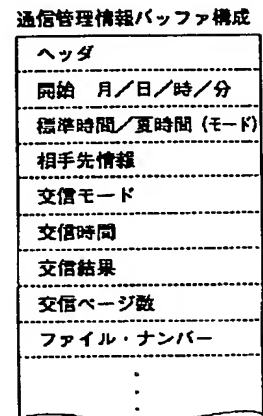 通信管理情報バッファ構成
ヘッダ
開始 月/日/時/分
標準時間/夏時間(モード)
相手先情報
交信モード
交信時間
交信結果
交信ページ数
ファイル・ナンバー